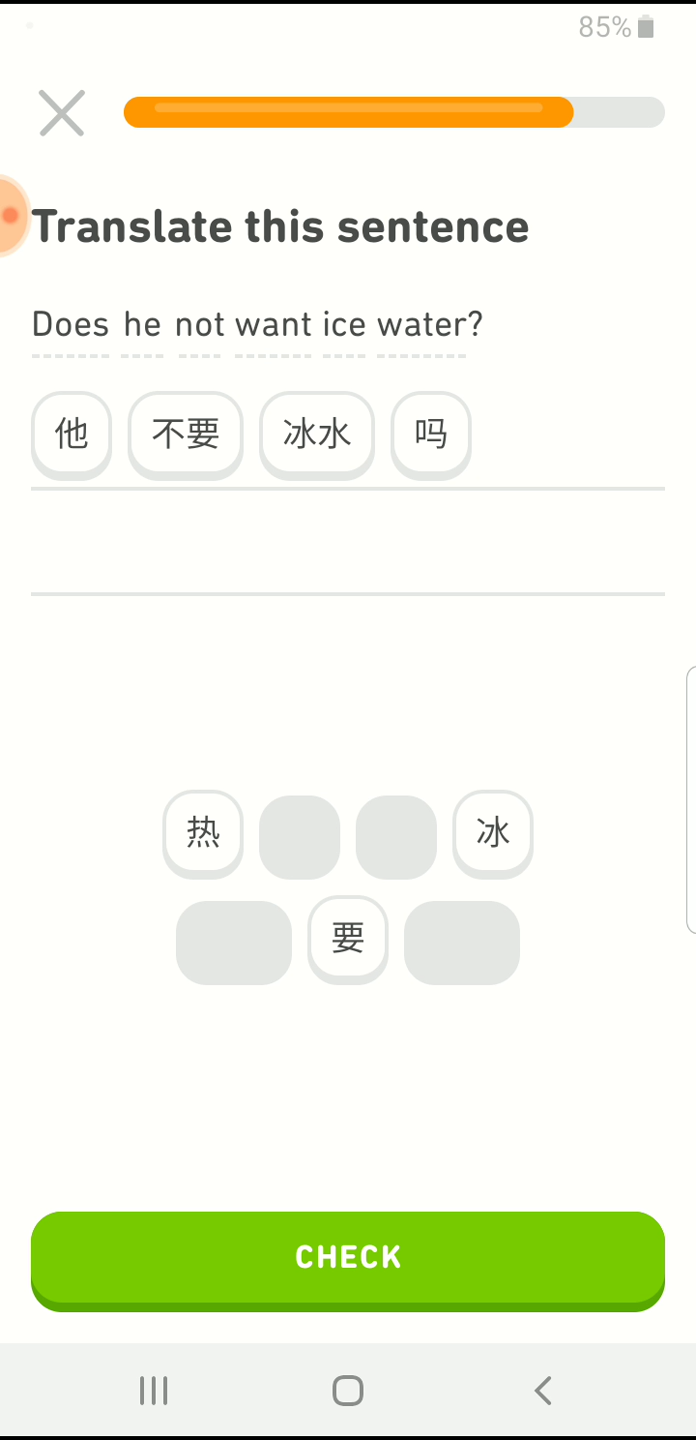 85%
Translate this sentence
Does he not want ice water?
他 不要 冰水 吗
热 冰
要
CHECK